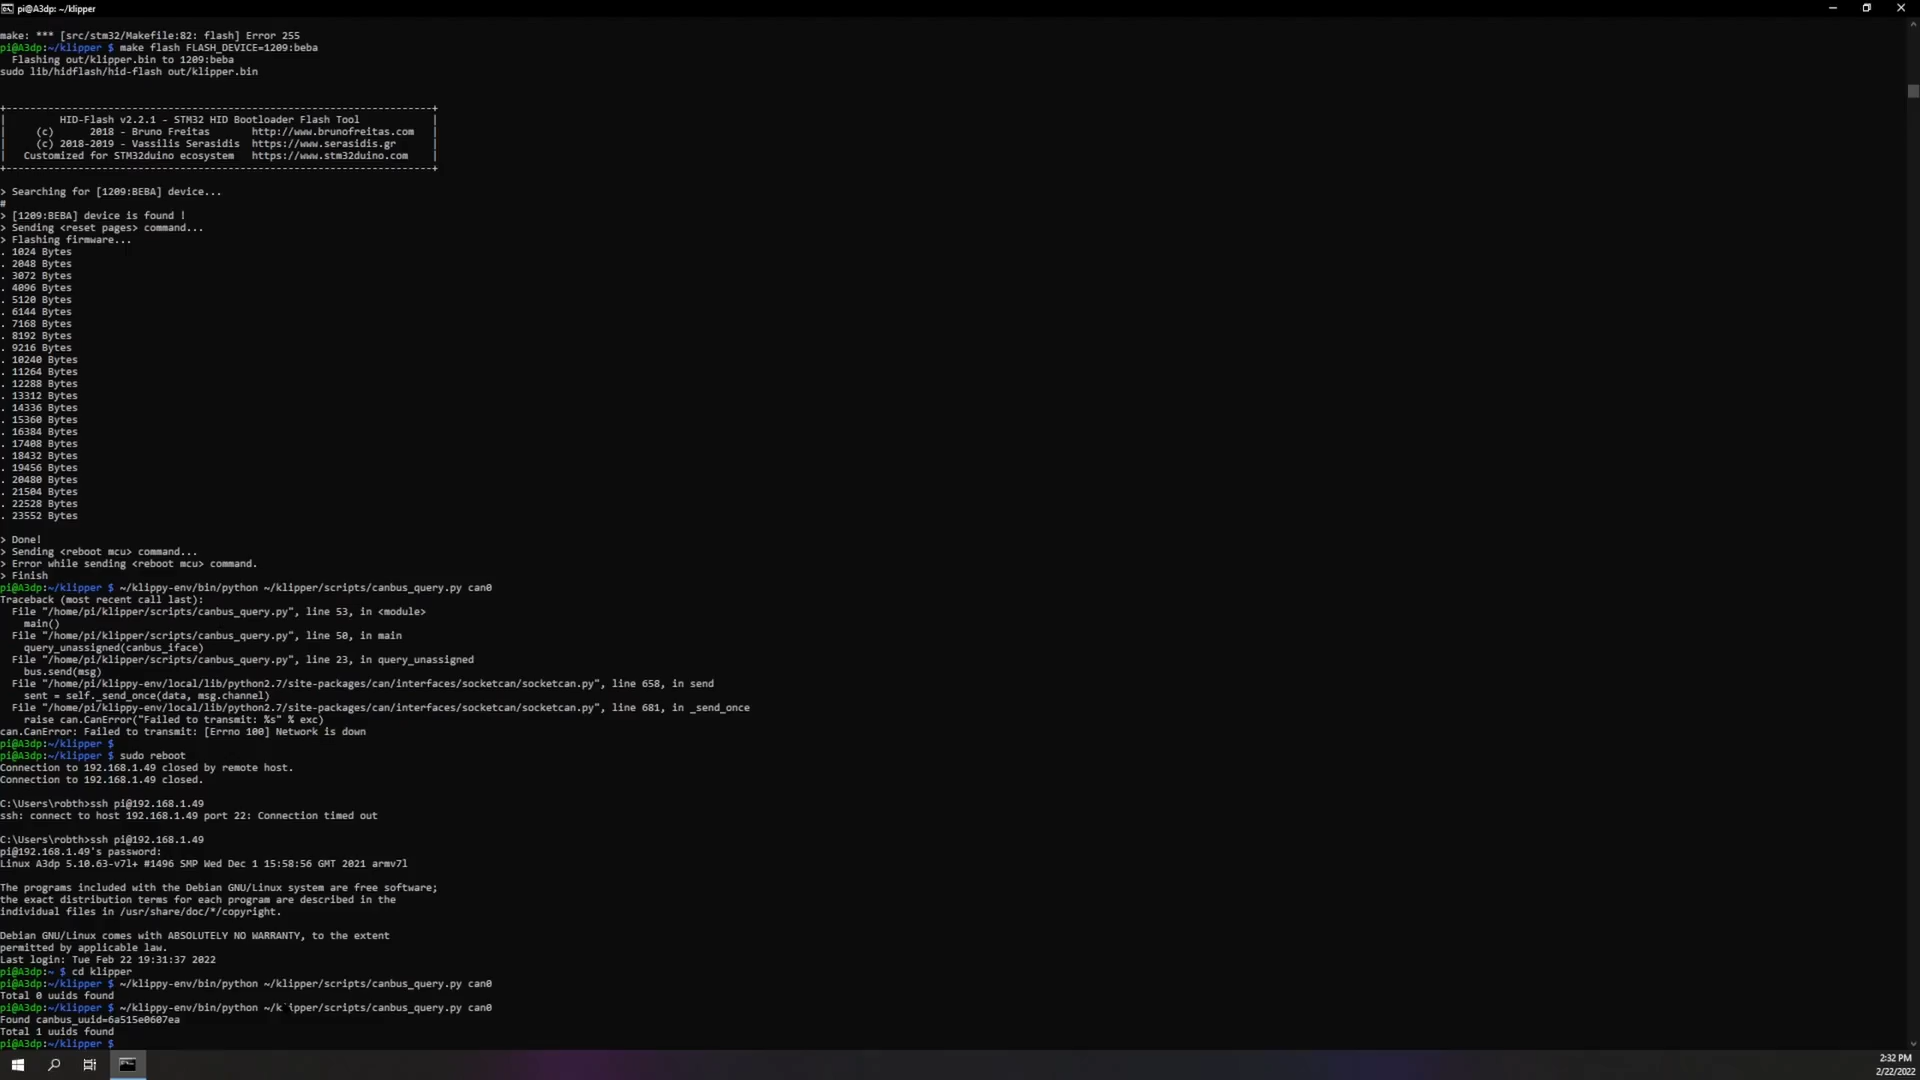 pi@A3dp: ~/klipper
make: *** [src/stm32/Makefile:82: flash] Error 255
pi@A3dp:~/klipper $ make flash FLASH_DEVICE=1209:beba
  Flashing out/klipper.bin to 1209:beba
sudo lib/hidflash/hid-flash out/klipper.bin
+-----------------------------------------------------------------------+
|         HID-Flash v2.2.1 - STM32 HID Bootloader Flash Tool            |
|     (c)      2018 - Bruno Freitas       http://www.brunofreitas.com   |
|     (c) 2018-2019 - Vassilis Serasidis  https://www.serasidis.gr      |
|   Customized for STM32duino ecosystem   https://www.stm32duino.com    |
+-----------------------------------------------------------------------+
> Searching for [1209:BEBA] device...
#
> [1209:BEBA] device is found !
> Sending <reset pages> command...
> Flashing firmware...
. 1024 Bytes
. 2048 Bytes
. 3072 Bytes
. 4096 Bytes
. 5120 Bytes
. 6144 Bytes
. 7168 Bytes
. 8192 Bytes
. 9216 Bytes
. 10240 Bytes
. 11264 Bytes
. 12288 Bytes
. 13312 Bytes
. 14336 Bytes
. 15360 Bytes
. 16384 Bytes
. 17408 Bytes
. 18432 Bytes
. 19456 Bytes
. 20480 Bytes
. 21504 Bytes
. 22528 Bytes
. 23552 Bytes
> Done!
> Sending <reboot mcu> command...
> Error while sending <reboot mcu> command.
> Finish
pi@A3dp:~/klipper $ ~/klippy-env/bin/python ~/klipper/scripts/canbus_query.py can0
Traceback (most recent call last):
  File "/home/pi/klipper/scripts/canbus_query.py", line 53, in <module>
    main()
  File "/home/pi/klipper/scripts/canbus_query.py", line 50, in main
    query_unassigned(canbus_iface)
  File "/home/pi/klipper/scripts/canbus_query.py", line 23, in query_unassigned
    bus.send(msg)
  File "/home/pi/klippy-env/local/lib/python2.7/site-packages/can/interfaces/socketcan/socketcan.py", line 658, in send
    sent = self._send_once(data, msg.channel)
  File "/home/pi/klippy-env/local/lib/python2.7/site-packages/can/interfaces/socketcan/socketcan.py", line 681, in _send_once
    raise can.CanError("Failed to transmit: %s" % exc)
can.CanError: Failed to transmit: [Errno 100] Network is down
pi@A3dp:~/klipper $
pi@A3dp:~/klipper $ sudo reboot
Connection to 192.168.1.49 closed by remote host.
Connection to 192.168.1.49 closed.
C:\Users\robth>ssh pi@192.168.1.49
ssh: connect to host 192.168.1.49 port 22: Connection timed out
C:\Users\robth>ssh pi@192.168.1.49
pi@192.168.1.49's password:
Linux A3dp 5.10.63-v7l+ #1496 SMP Wed Dec 1 15:58:56 GMT 2021 armv7l
The programs included with the Debian GNU/Linux system are free software;
the exact distribution terms for each program are described in the
individual files in /usr/share/doc/*/copyright.
Debian GNU/Linux comes with ABSOLUTELY NO WARRANTY, to the extent
permitted by applicable law.
Last login: Tue Feb 22 19:31:37 2022
pi@A3dp:~ $ cd klipper
pi@A3dp:~/klipper $ ~/klippy-env/bin/python ~/klipper/scripts/canbus_query.py can0
Total 0 uuids found
pi@A3dp:~/klipper $ ~/klippy-env/bin/python ~/klipper/scripts/canbus_query.py can0
Found canbus_uuid=6a515e0607ea
Total 1 uuids found
pi@A3dp:~/klipper $
2:32 PM
2/22/2022